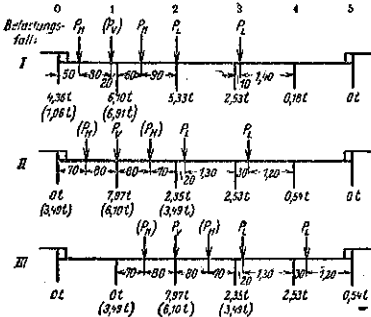 0 1 2 3 4 5
Belastungs-
fall:
P_H (P_V) P_H P_L P_L
I
50 80 20 60 90 10 1,40
4,36t 6,10t 5,33t 2,53t 0,18t 0t
(1,06t) (6,91t)
(P_H) P_V (P_H) P_L P_L
II
70 80 80 70 20 1,30 30 1,20
0t 7,97t 2,35t 2,53t 0,54t 0t
(3,49t) (6,10t) (3,49t)
(P_H) P_V (P_H) P_L P_L
III
70 80 80 70 20 1,30 30 1,20
0t 0t 7,97t 2,35t 2,53t 0,54t
(3,49t) (6,10t) (3,49t)